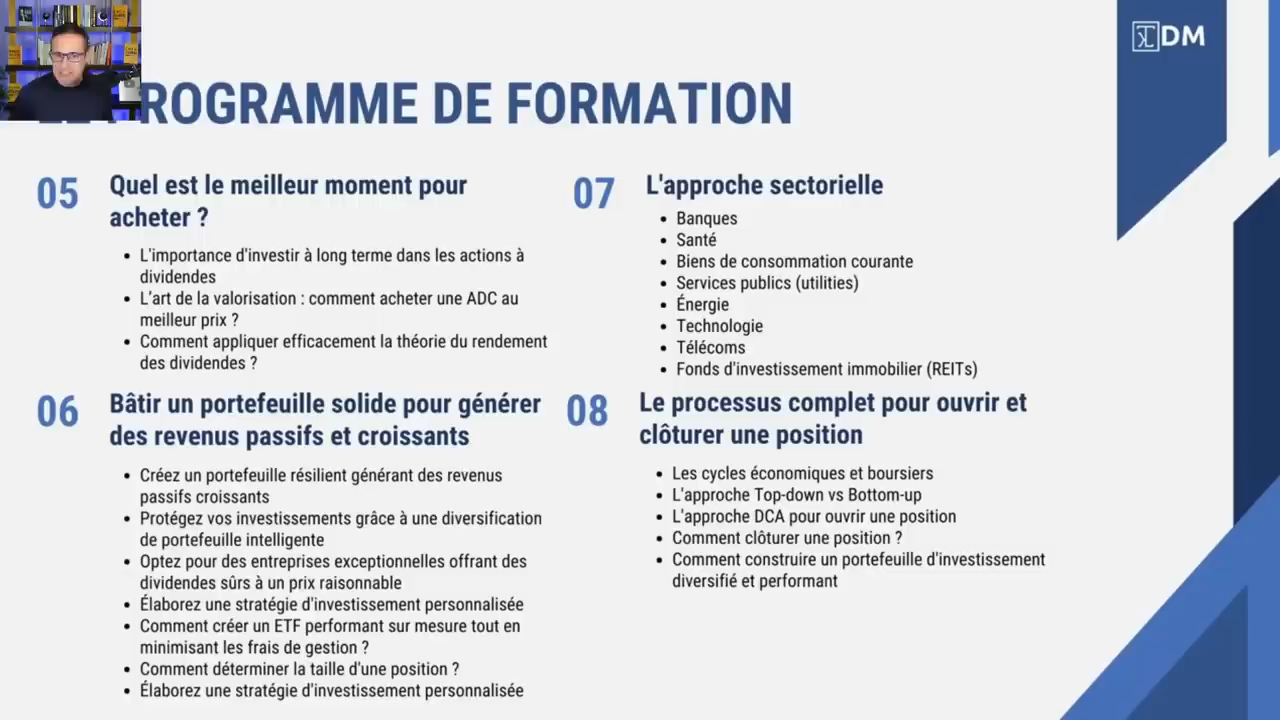 PROGRAMME DE FORMATION
DM
05
Quel est le meilleur moment pour
acheter ?
L'importance d'investir à long terme dans les actions à
dividendes
L'art de la valorisation : comment acheter une ADC au
meilleur prix ?
Comment appliquer efficacement la théorie du rendement
des dividendes ?
06
Bâtir un portefeuille solide pour générer
des revenus passifs et croissants
Créez un portefeuille résilient générant des revenus
passifs croissants
Protégez vos investissements grâce à une diversification
de portefeuille intelligente
Optez pour des entreprises exceptionnelles offrant des
dividendes sûrs à un prix raisonnable
Élaborez une stratégie d'investissement personnalisée
Comment créer un ETF performant sur mesure tout en
minimisant les frais de gestion ?
Comment déterminer la taille d'une position ?
Élaborez une stratégie d'investissement personnalisée
07
L'approche sectorielle
Banques
Santé
Biens de consommation courante
Services publics (utilities)
Énergie
Technologie
Télécoms
Fonds d'investissement immobilier (REITs)
08
Le processus complet pour ouvrir et
clôturer une position
Les cycles économiques et boursiers
L'approche Top-down vs Bottom-up
L'approche DCA pour ouvrir une position
Comment clôturer une position ?
Comment construire un portefeuille d'investissement
diversifié et performant